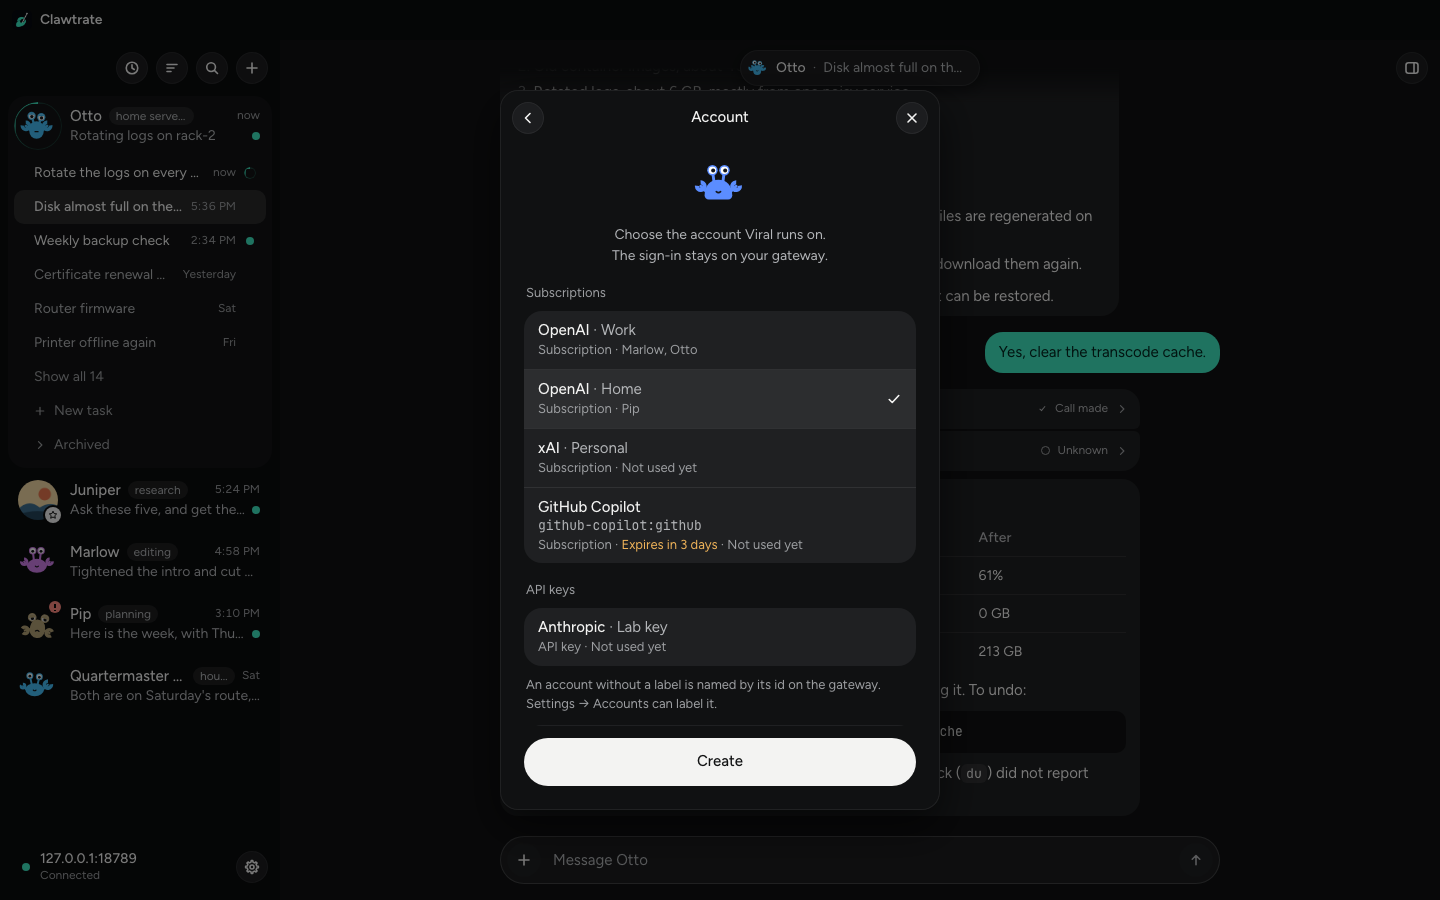 Clawtrate
Otto
home serve...
now
Rotating logs on rack-2
Rotate the logs on every ...
now
Disk almost full on the...
5:36 PM
Weekly backup check
2:34 PM
Certificate renewal ...
Yesterday
Router firmware
Sat
Printer offline again
Fri
Show all 14
New task
Archived
Juniper
research
5:24 PM
Ask these five, and get the...
Marlow
editing
4:58 PM
Tightened the intro and cut ...
Pip
planning
3:10 PM
Here is the week, with Thu...
Quartermaster ...
hou...
Sat
Both are on Saturday's route,...
127.0.0.1:18789
Connected
Otto · Disk almost full on th...
Account
Choose the account Viral runs on.
The sign-in stays on your gateway.
Subscriptions
OpenAI · Work
Subscription · Marlow, Otto
OpenAI · Home
Subscription · Pip
xAI · Personal
Subscription · Not used yet
GitHub Copilot
github-copilot:github
Subscription · Expires in 3 days · Not used yet
API keys
Anthropic · Lab key
API key · Not used yet
An account without a label is named by its id on the gateway.
Settings → Accounts can label it.
Create
files are regenerated on
download them again.
can be restored.
Yes, clear the transcode cache.
Call made
Unknown
After
61%
0 GB
213 GB
it. To undo:
(du) did not report
Message Otto